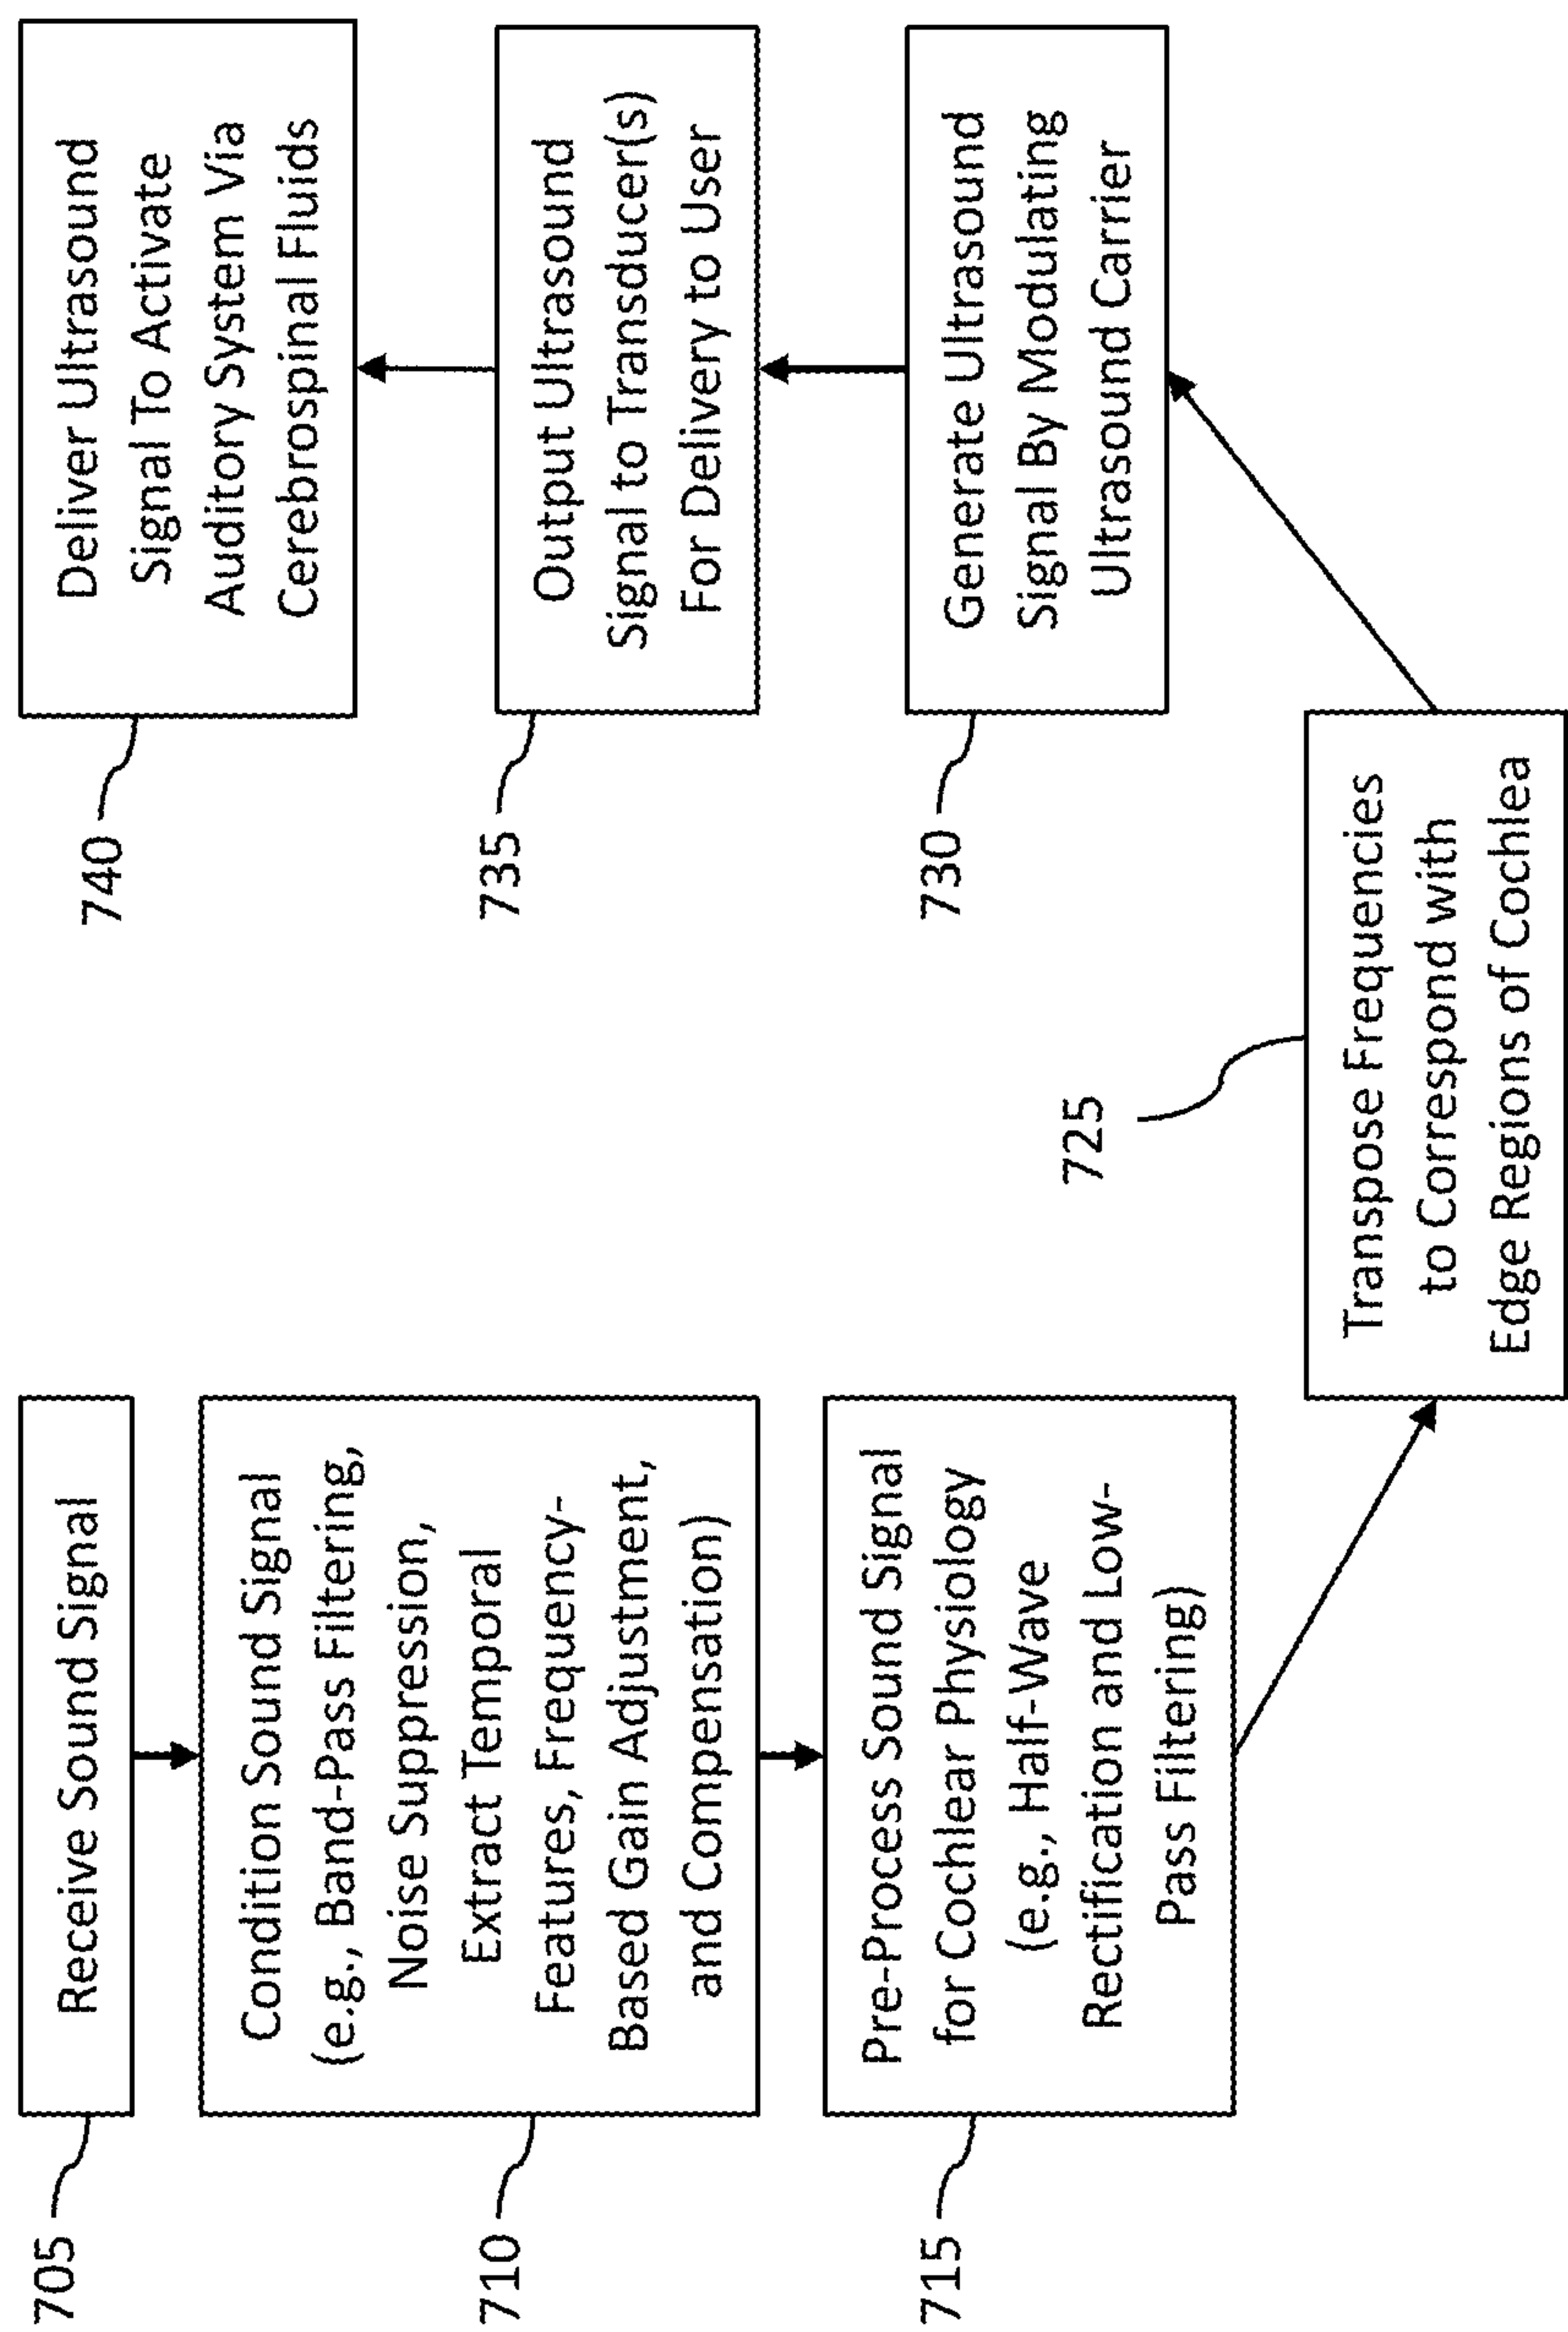 705
Receive Sound Signal
710
Condition Sound Signal
(e.g., Band-Pass Filtering,
Noise Suppression,
Extract Temporal
Features, Frequency-
Based Gain Adjustment,
and Compensation)
715
Pre-Process Sound Signal
for Cochlear Physiology
(e.g., Half-Wave
Rectification and Low-
Pass Filtering)
725
Transpose Frequencies
to Correspond with
Edge Regions of Cochlea
730
Generate Ultrasound
Signal By Modulating
Ultrasound Carrier
735
Output Ultrasound
Signal to Transducer(s)
For Delivery to User
740
Deliver Ultrasound
Signal To Activate
Auditory System Via
Cerebrospinal Fluids